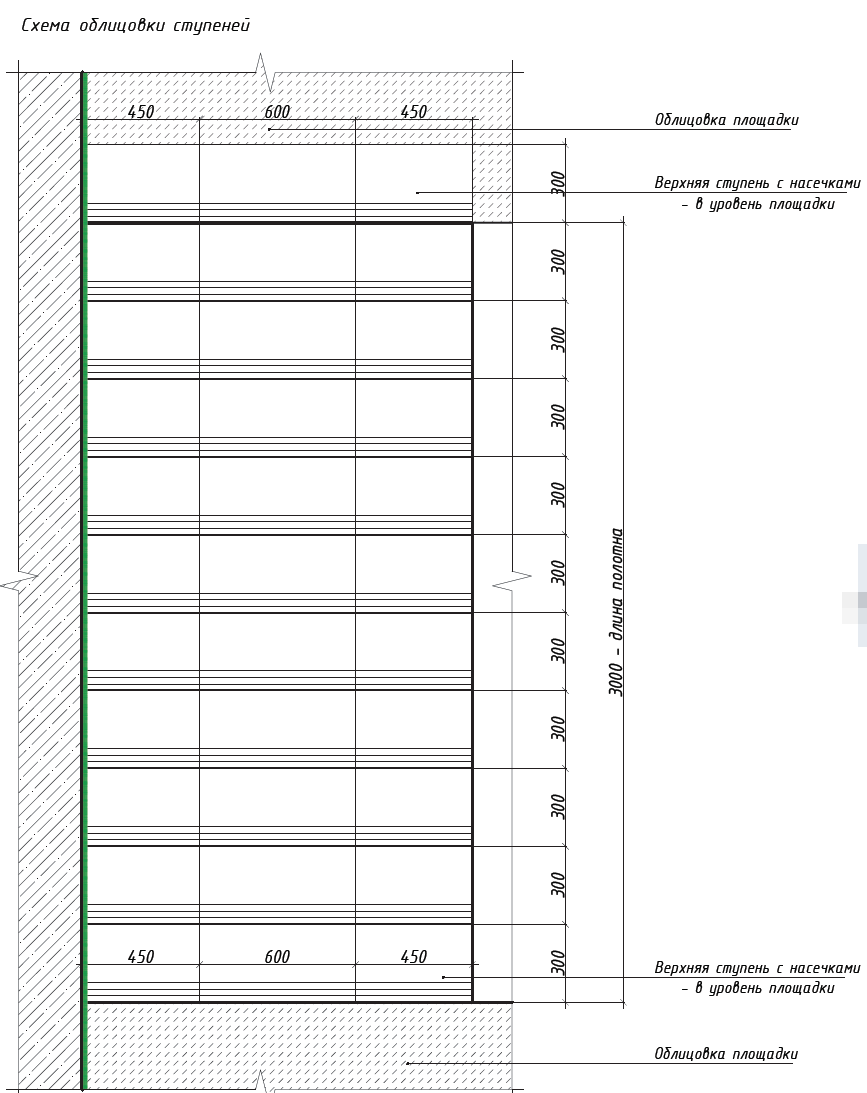 Схема облицовки ступеней
450 600 450
Облицовка площадки
300
Верхняя ступень с насечками
- в уровень площадки
300
300
300
300
300
3000 - длина полотна
300
300
300
300
450 600 450
300
Верхняя ступень с насечками
- в уровень площадки
Облицовка площадки